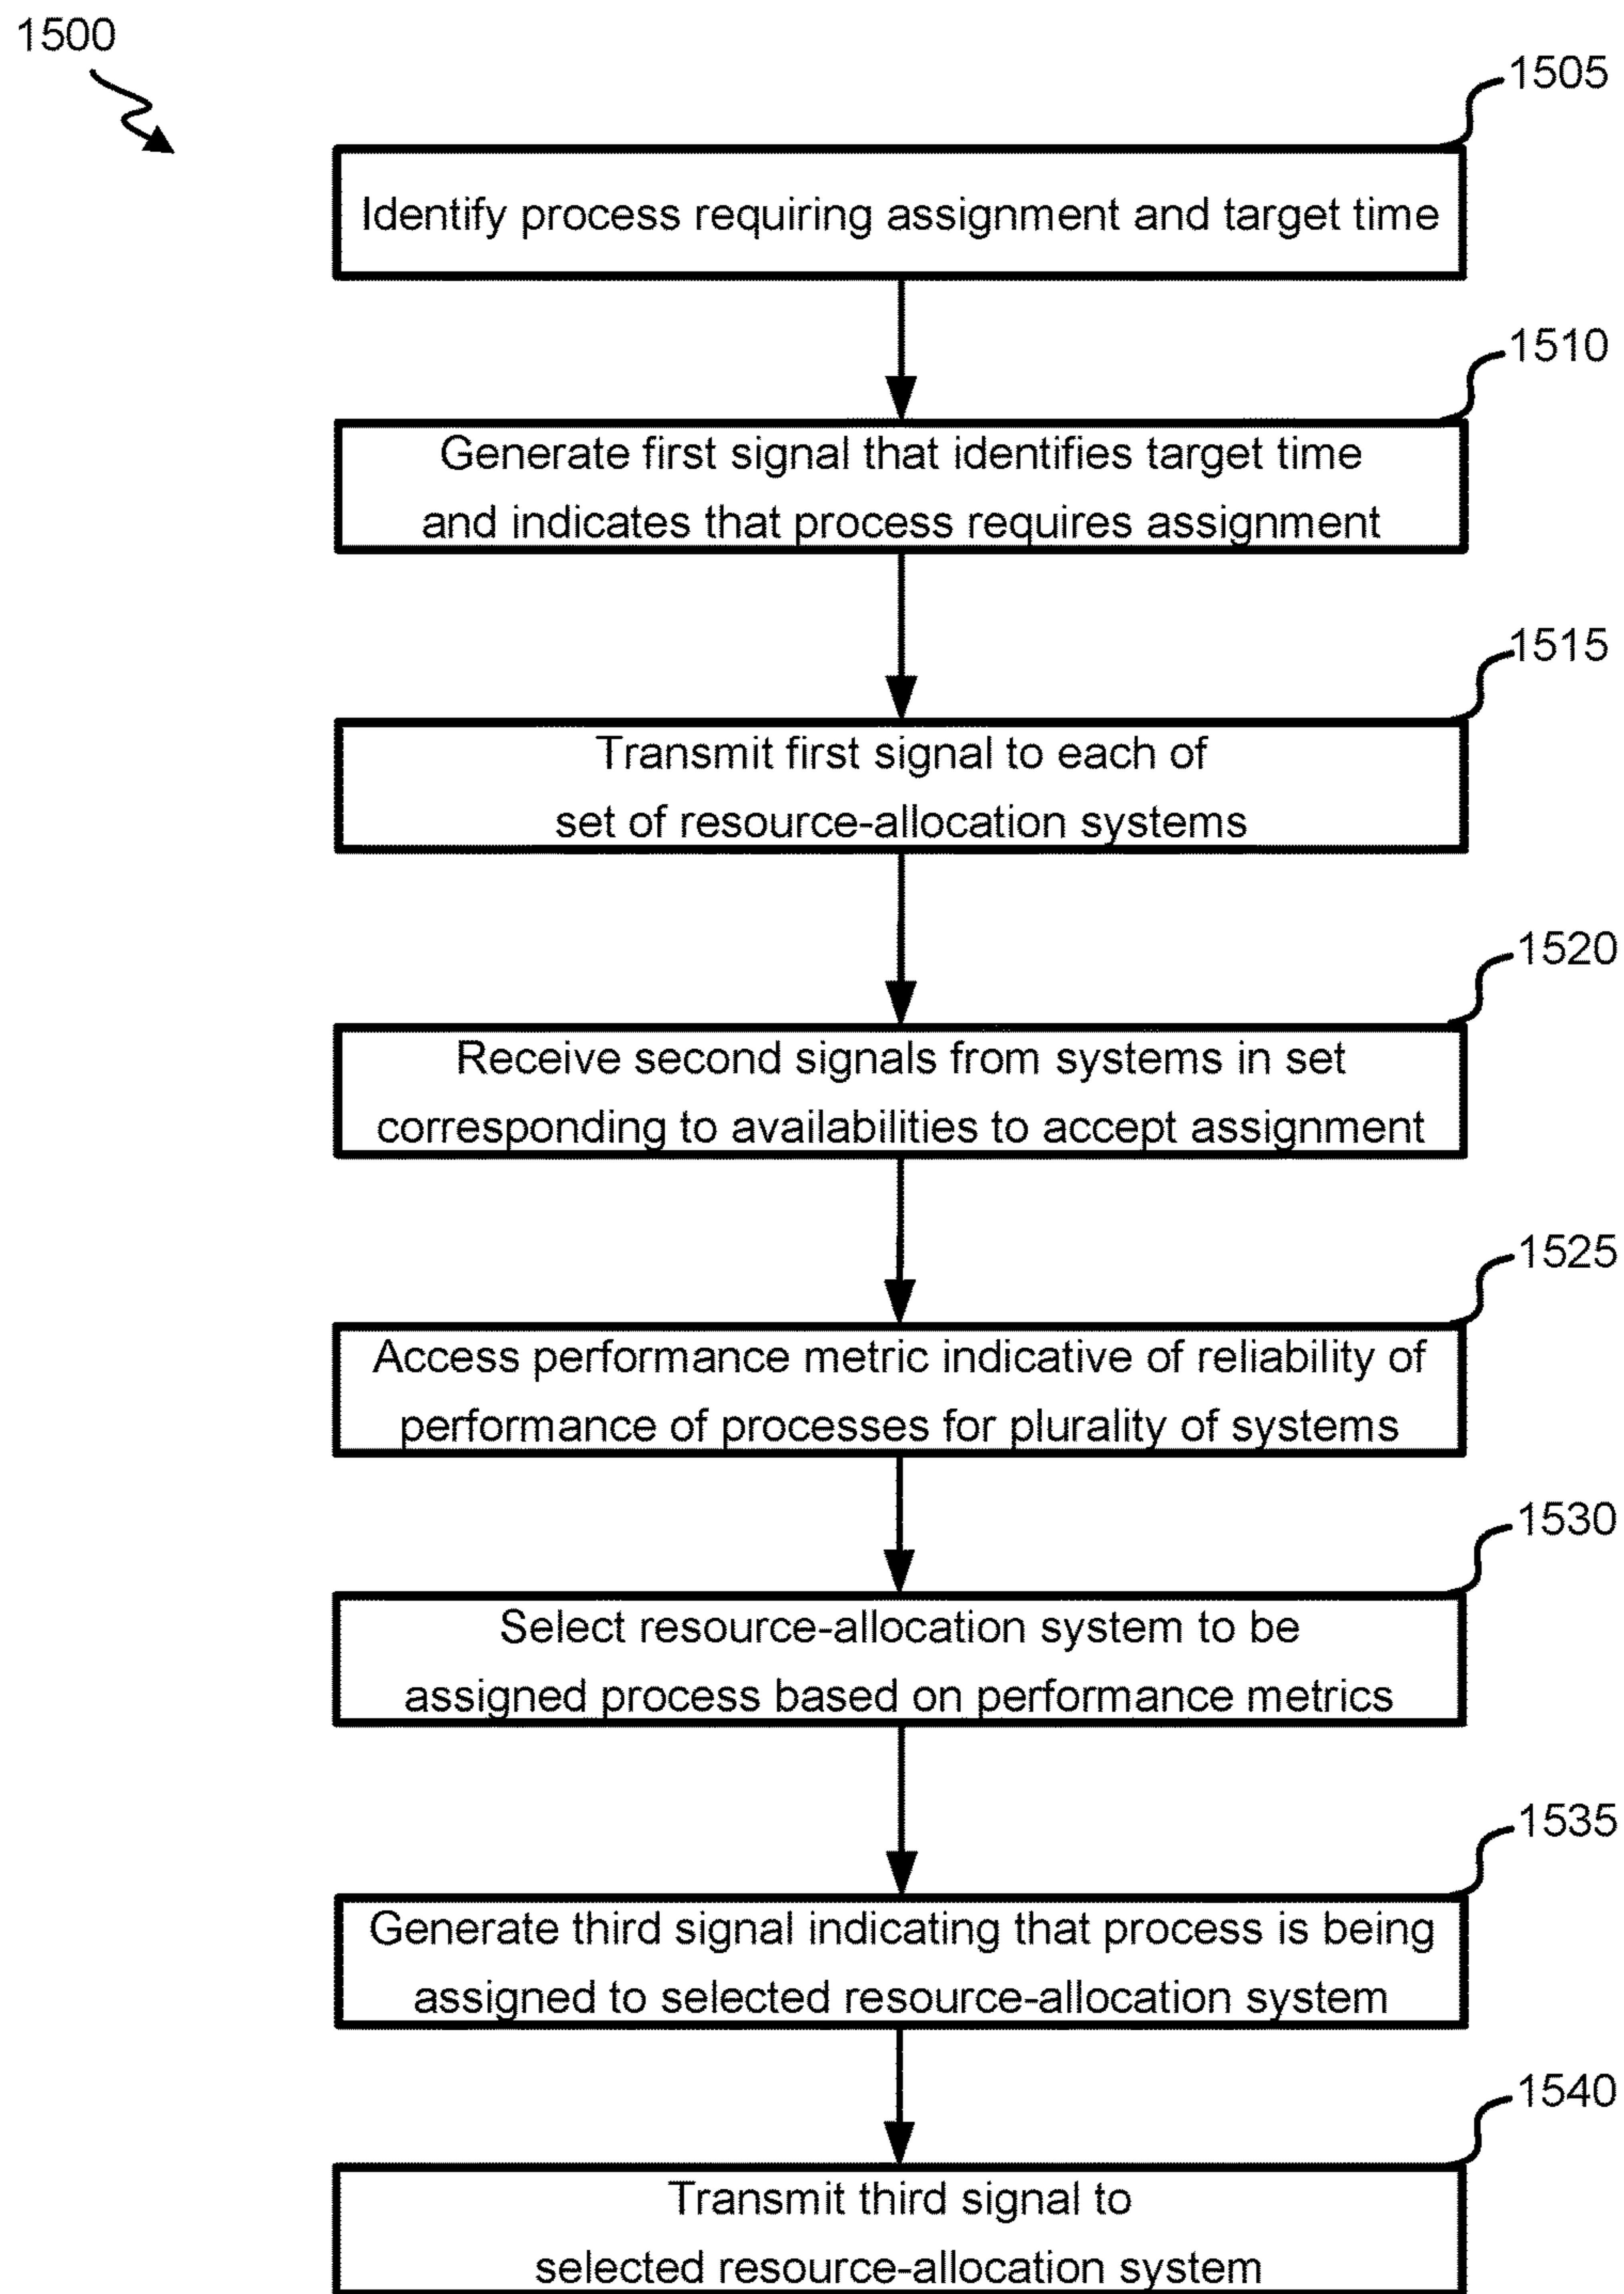 1500
1505
Identify process requiring assignment and target time
1510
Generate first signal that identifies target time
and indicates that process requires assignment
1515
Transmit first signal to each of
set of resource-allocation systems
1520
Receive second signals from systems in set
corresponding to availabilities to accept assignment
1525
Access performance metric indicative of reliability of
performance of processes for plurality of systems
1530
Select resource-allocation system to be
assigned process based on performance metrics
1535
Generate third signal indicating that process is being
assigned to selected resource-allocation system
1540
Transmit third signal to
selected resource-allocation system